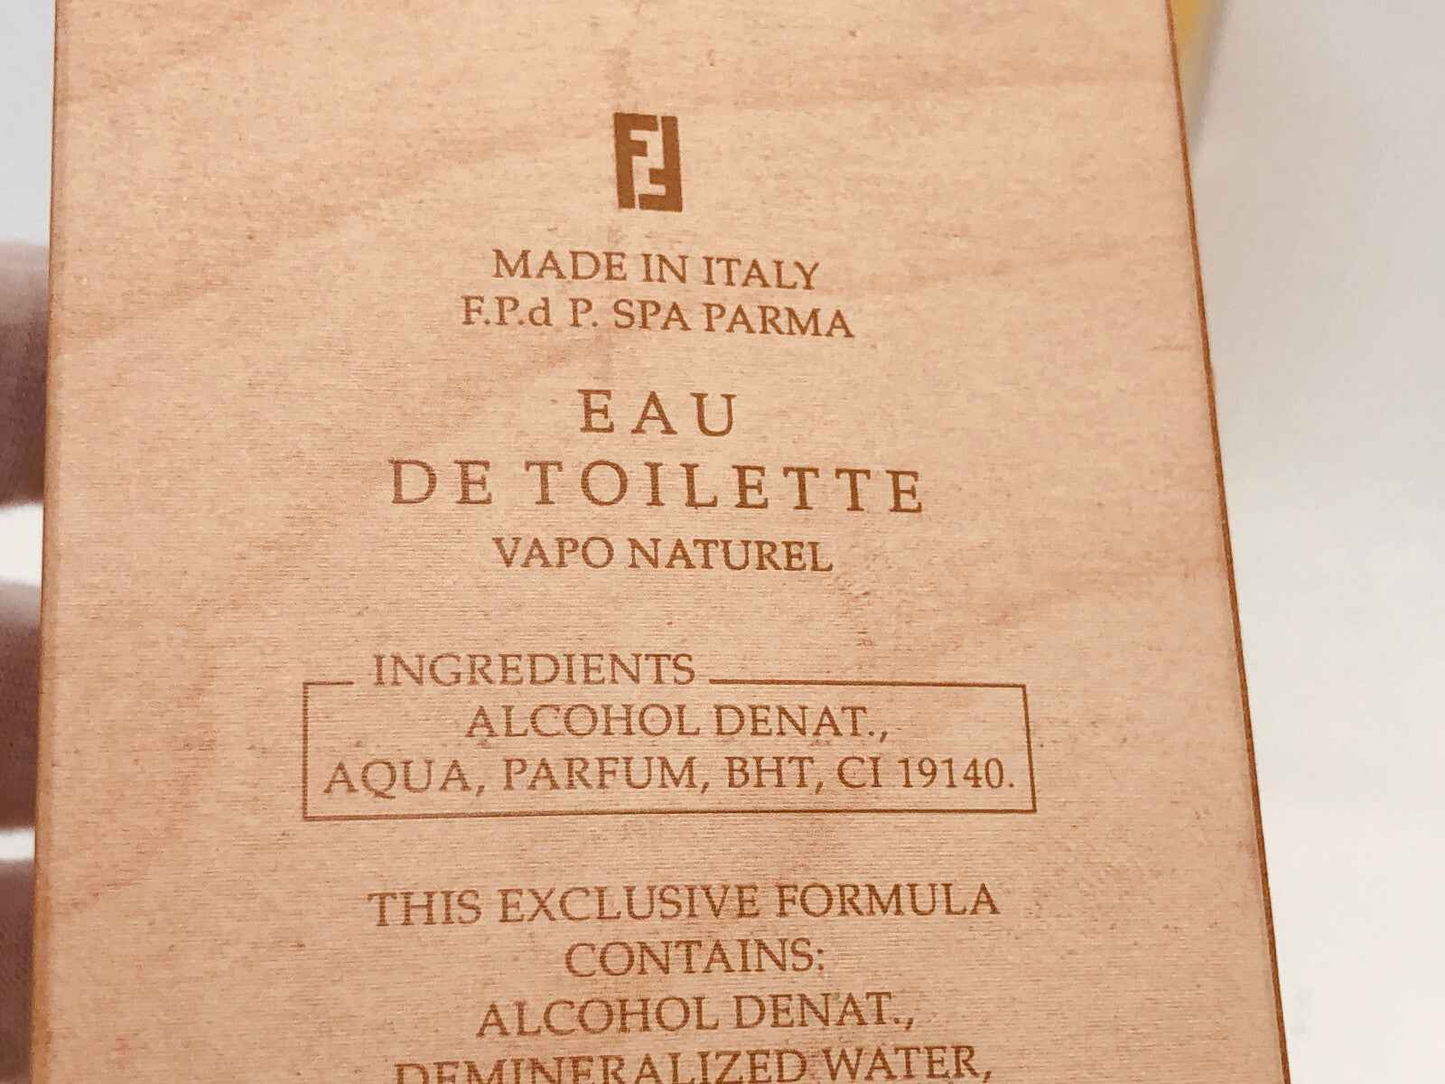 FF
MADE IN ITALY
F.P.d P. SPA PARMA
EAU
DE TOILETTE
VAPO NATUREL
INGREDIENTS
ALCOHOL DENAT.,
AQUA, PARFUM, BHT, CI 19140.
THIS EXCLUSIVE FORMULA
CONTAINS:
ALCOHOL DENAT.,
DEMINERALIZED WATER,